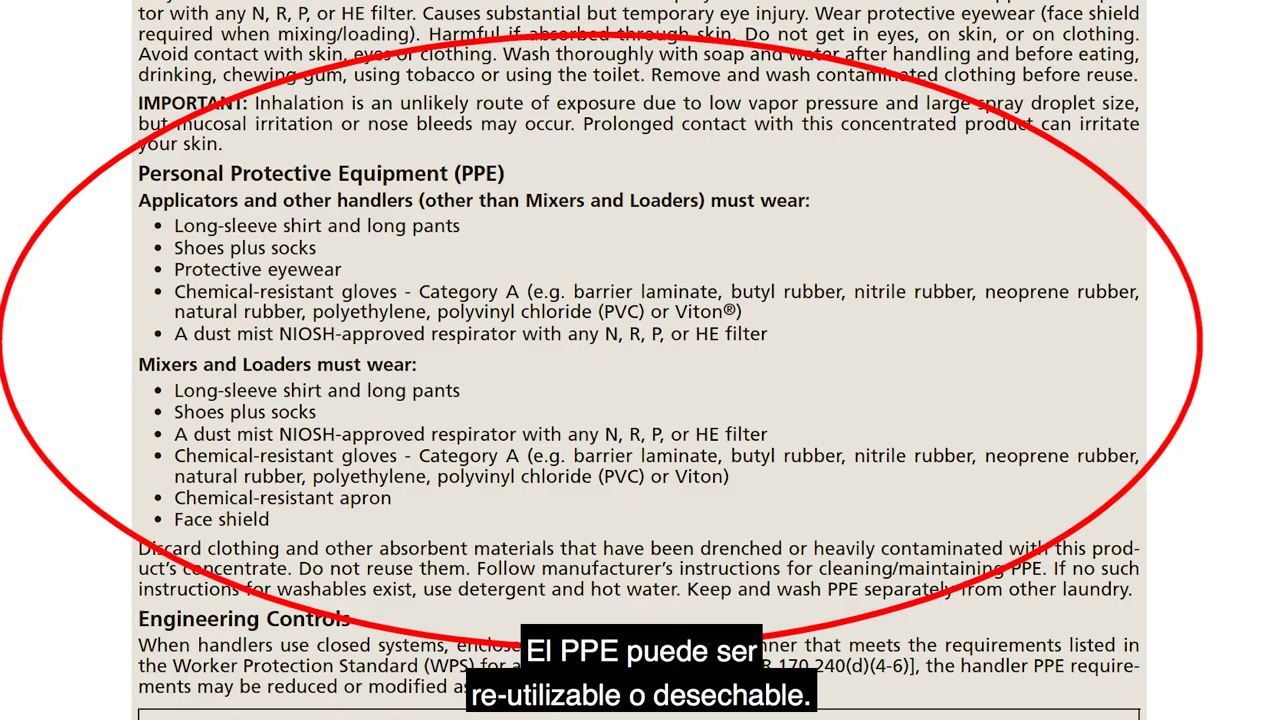 tor with any N, R, P, or HE filter. Causes substantial but temporary eye injury. Wear protective eyewear (face shield
required when mixing/loading). Harmful if absorbed through skin. Do not get in eyes, on skin, or on clothing.
Avoid contact with skin, eyes or clothing. Wash thoroughly with soap and water after handling and before eating,
drinking, chewing gum, using tobacco or using the toilet. Remove and wash contaminated clothing before reuse.
IMPORTANT: Inhalation is an unlikely route of exposure due to low vapor pressure and large spray droplet size,
but mucosal irritation or nose bleeds may occur. Prolonged contact with this concentrated product can irritate
your skin.
Personal Protective Equipment (PPE)
Applicators and other handlers (other than Mixers and Loaders) must wear:
• Long-sleeve shirt and long pants
• Shoes plus socks
• Protective eyewear
• Chemical-resistant gloves - Category A (e.g. barrier laminate, butyl rubber, nitrile rubber, neoprene rubber,
natural rubber, polyethylene, polyvinyl chloride (PVC) or Viton®)
• A dust mist NIOSH-approved respirator with any N, R, P, or HE filter
Mixers and Loaders must wear:
• Long-sleeve shirt and long pants
• Shoes plus socks
• A dust mist NIOSH-approved respirator with any N, R, P, or HE filter
• Chemical-resistant gloves - Category A (e.g. barrier laminate, butyl rubber, nitrile rubber, neoprene rubber,
natural rubber, polyethylene, polyvinyl chloride (PVC) or Viton)
• Chemical-resistant apron
• Face shield
Discard clothing and other absorbent materials that have been drenched or heavily contaminated with this prod-
uct's concentrate. Do not reuse them. Follow manufacturer's instructions for cleaning/maintaining PPE. If no such
instructions for washables exist, use detergent and hot water. Keep and wash PPE separately from other laundry.
Engineering Controls
When handlers use closed systems, that meets the requirements listed in
the Worker Protection Standard (WPS) for 170.240(d)(4-6)], the handler PPE require-
ments may be reduced or modified
El PPE puede ser
re-utilizable o desechable.